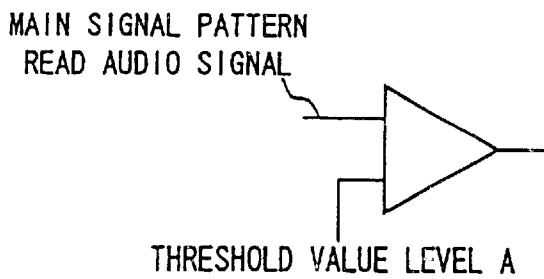 MAIN SIGNAL PATTERN
READ AUDIO SIGNAL
THRESHOLD VALUE LEVEL A